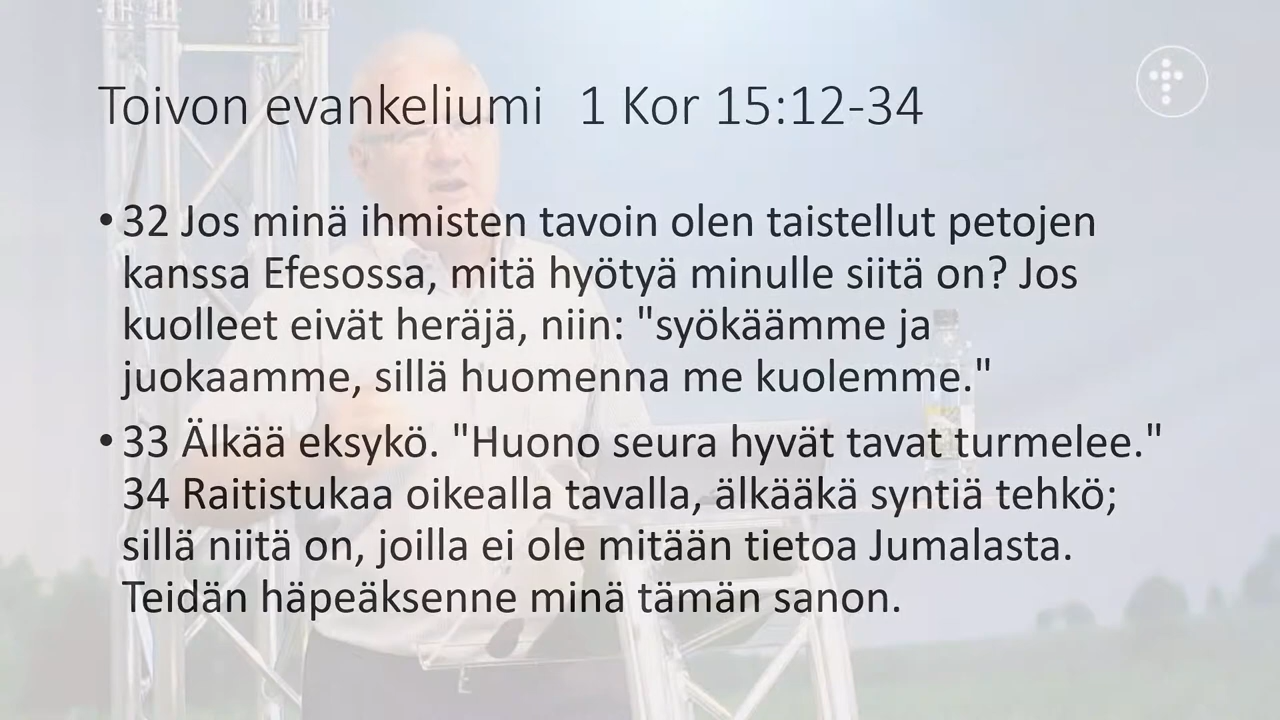 Toivon evankeliumi 1 Kor 15:12-34
•32 Jos minä ihmisten tavoin olen taistellut petojen
kanssa Efesossa, mitä hyötyä minulle siitä on? Jos
kuolleet eivät heräjä, niin: "syökäämme ja
juokaamme, sillä huomenna me kuolemme."
•33 Älkää eksykö. "Huono seura hyvät tavat turmelee."
34 Raitistukaa oikealla tavalla, älkääkä syntiä tehkö;
sillä niitä on, joilla ei ole mitään tietoa Jumalasta.
Teidän häpeäksenne minä tämän sanon.